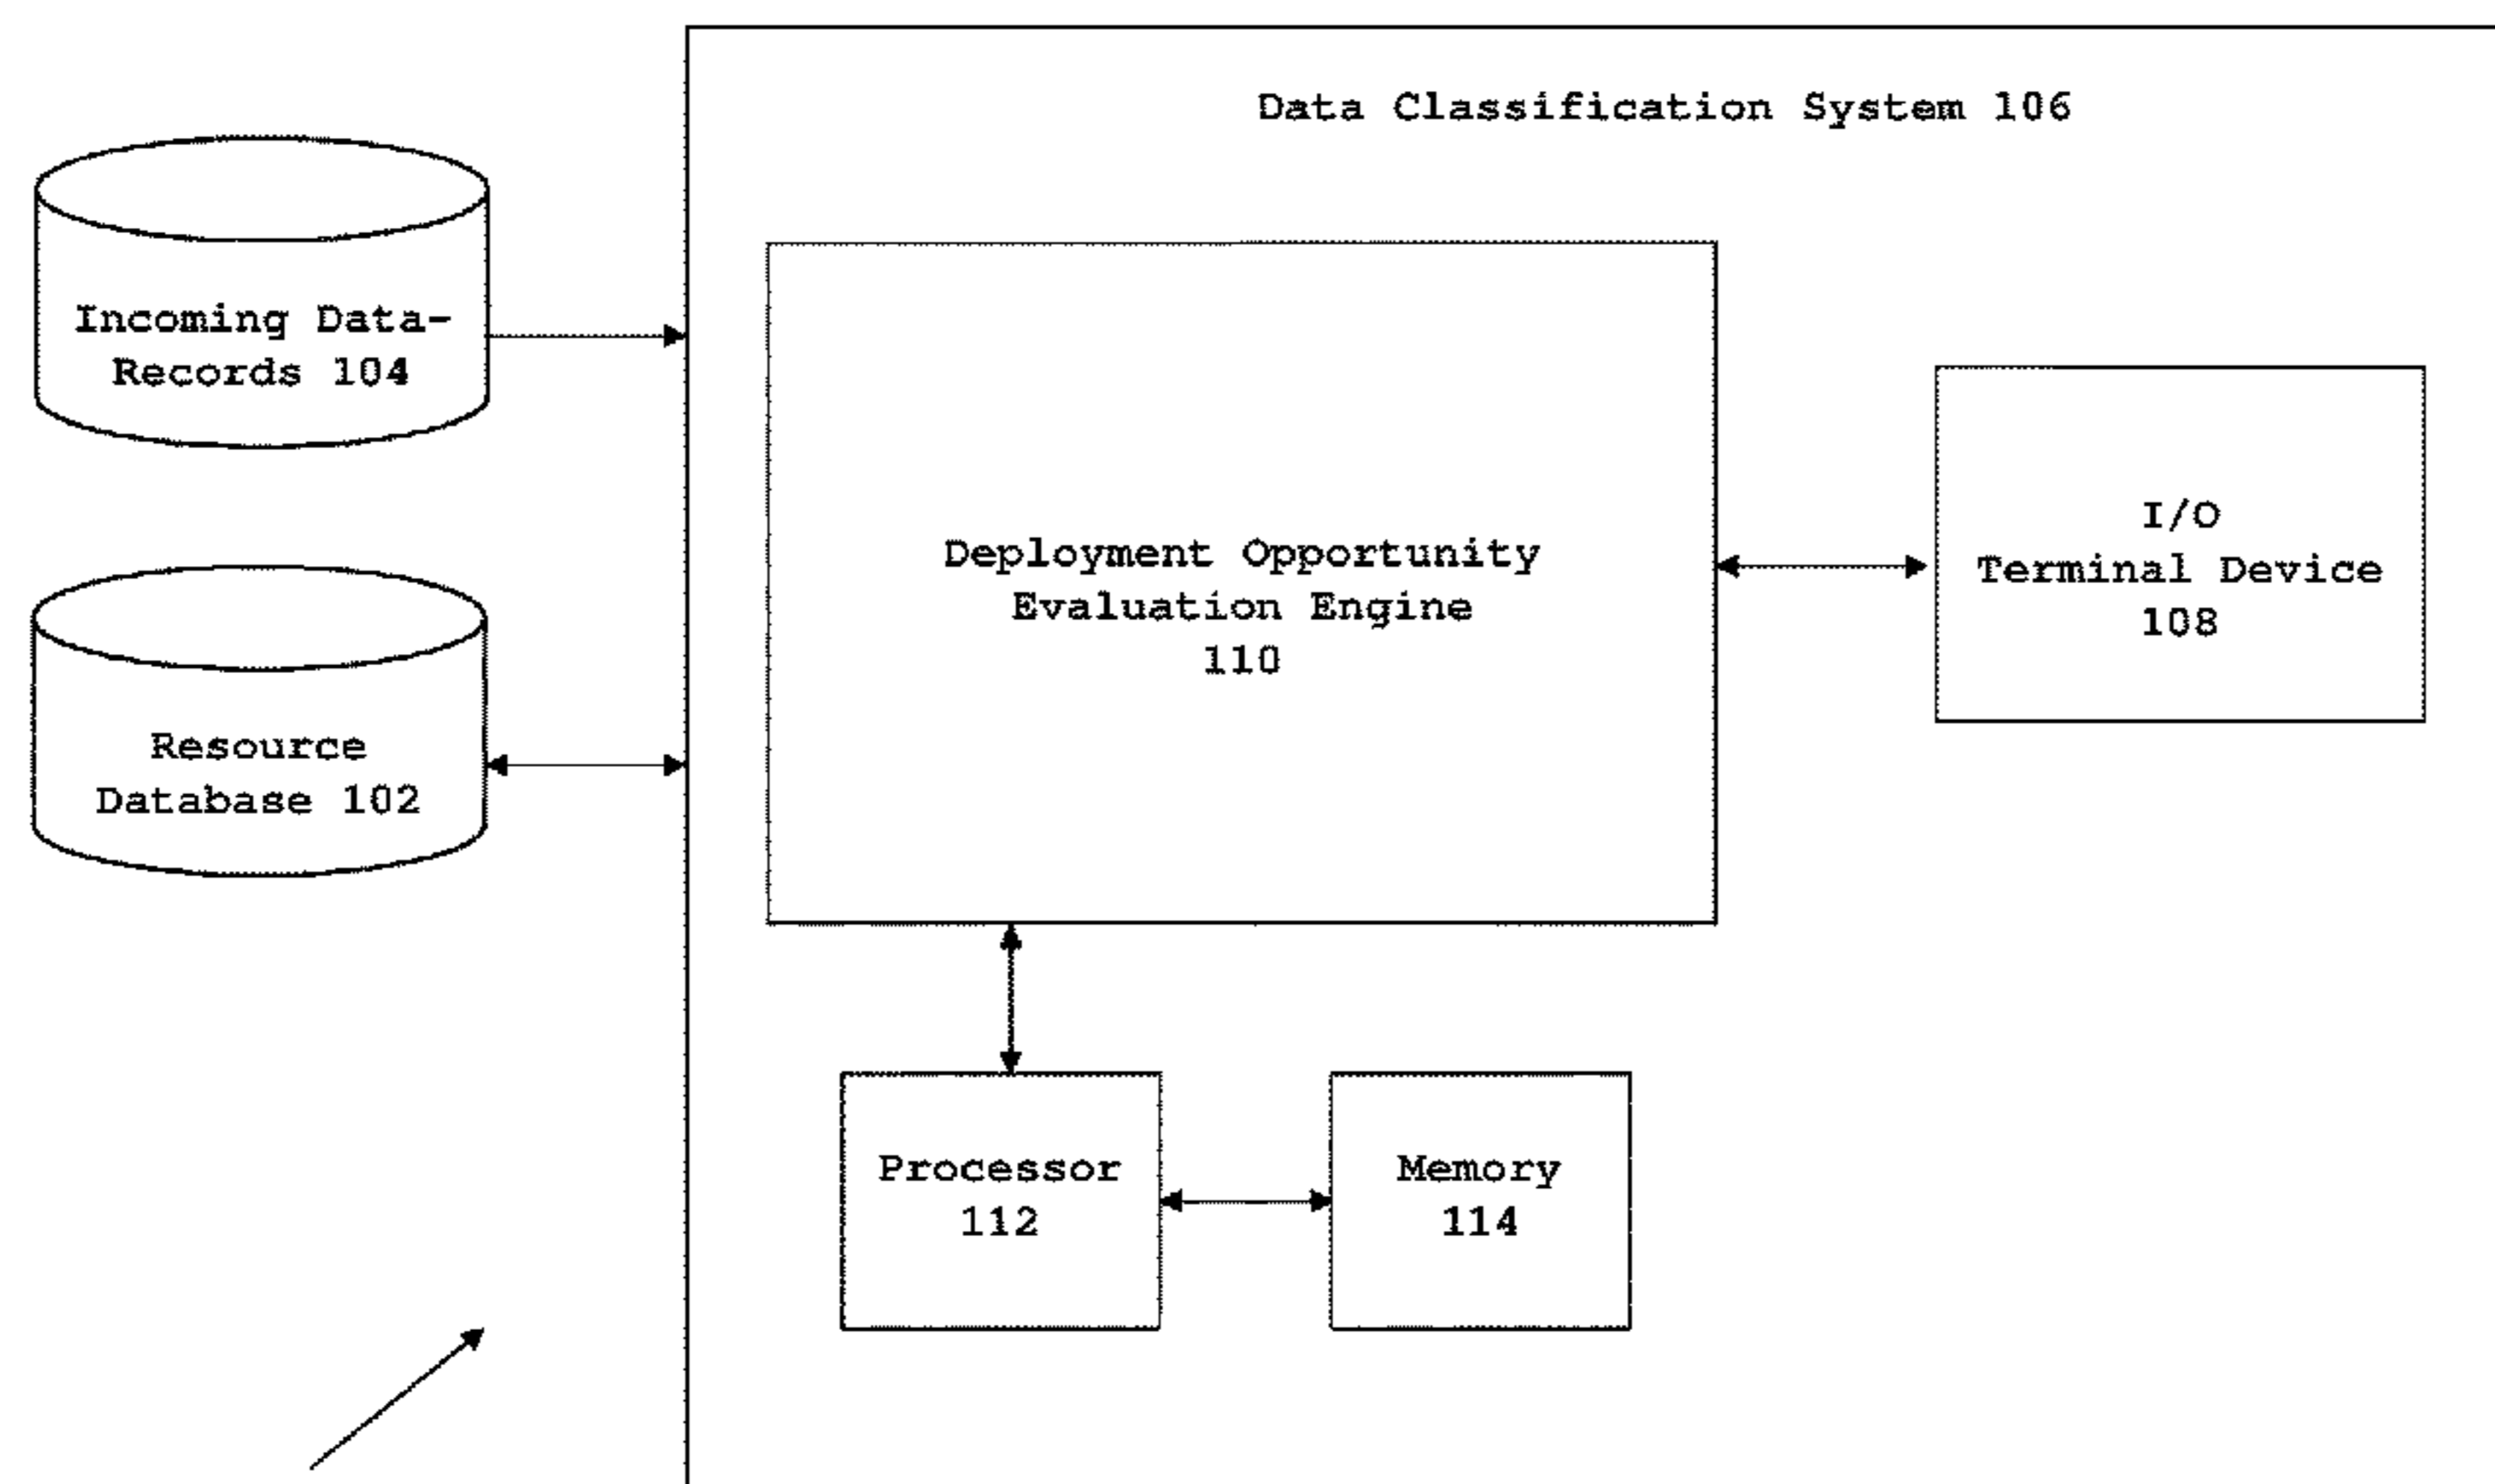 Data Classification System 106
Incoming Data-
Records 104
Resource
Database 102
Deployment Opportunity
Evaluation Engine
110
I/O
Terminal Device
108
Processor
112
Memory
114